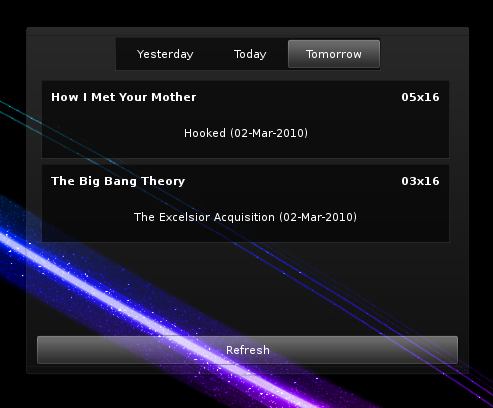 Yesterday Today Tomorrow
How I Met Your Mother 05x16
Hooked (02-Mar-2010)
The Big Bang Theory 03x16
The Excelsior Acquisition (02-Mar-2010)
Refresh